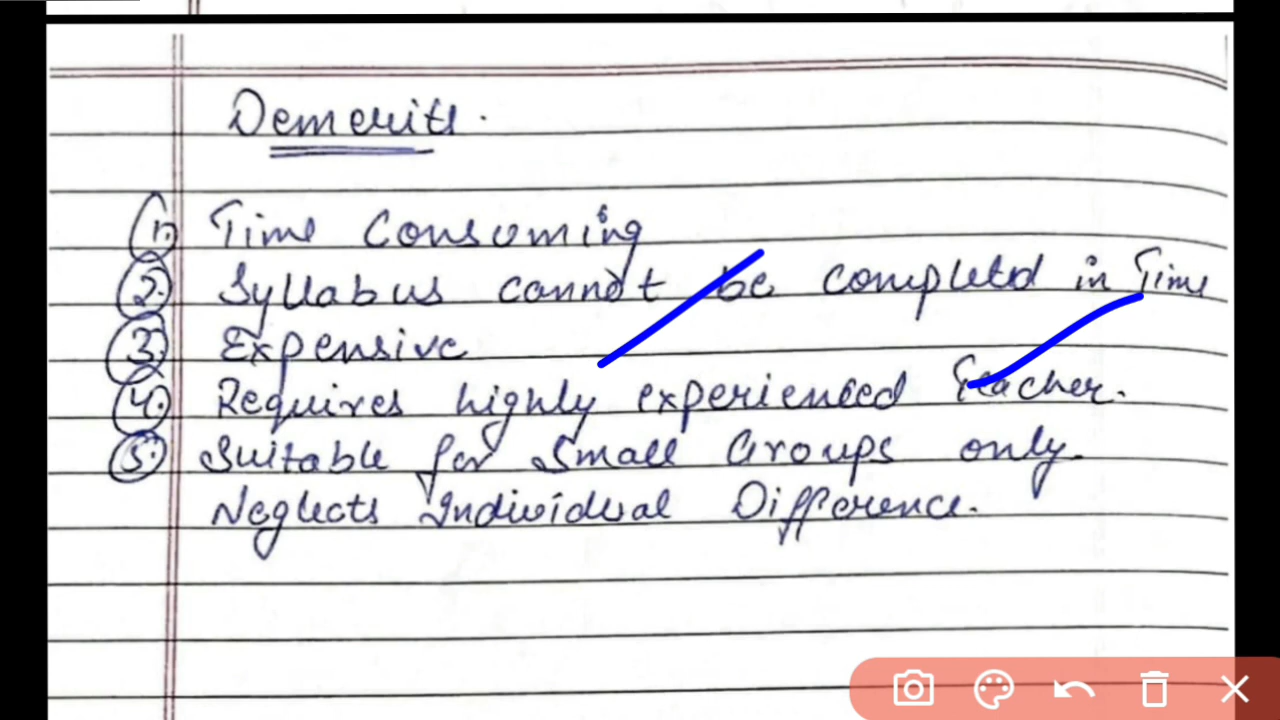 Demerits.
1. Time Consuming
2. Syllabus cannot be completed in Time
3. Expensive
4. Requires highly experienced Teacher.
5. Suitable for Small Groups only.
Neglects Individual Difference.